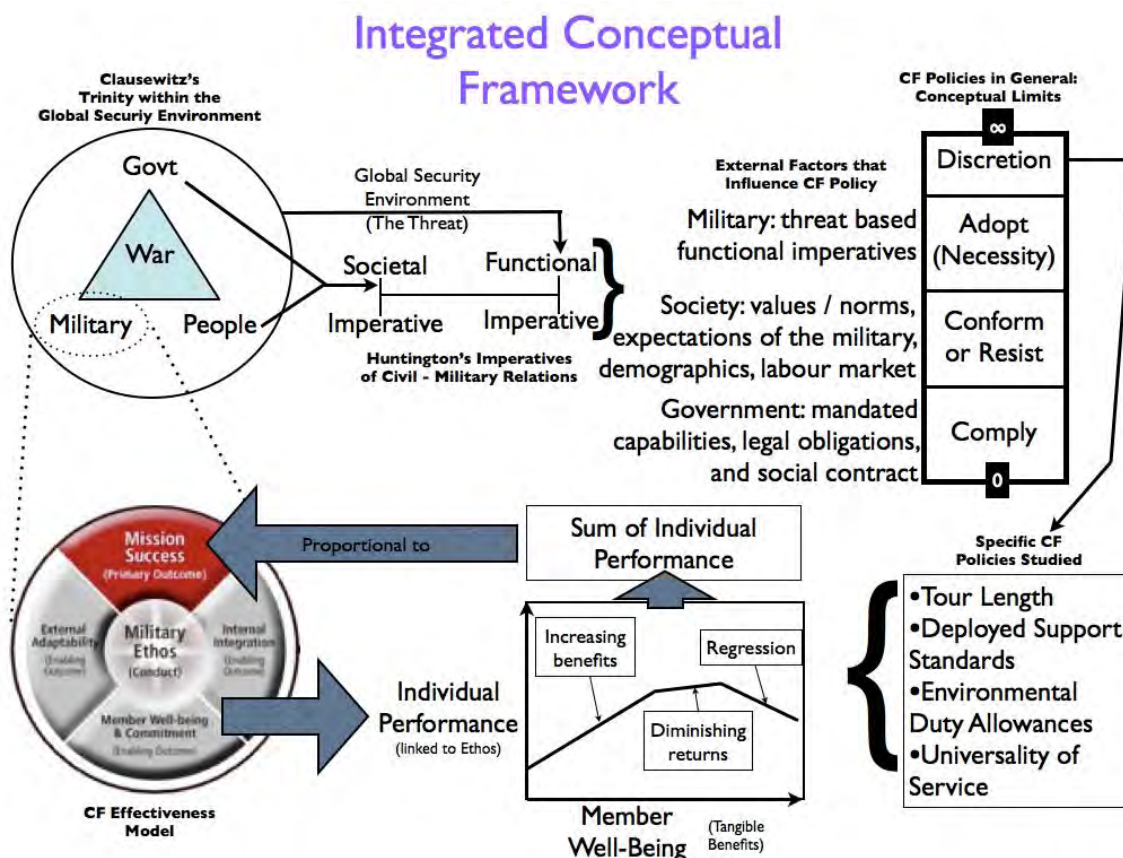 Integrated Conceptual
Framework
Clausewitz's
Trinity within the
Global Securiy Environment
Govt
War
Military
People
Global Security
Environment
(The Threat)
Societal
Imperative
Functional
Imperative
Huntington's Imperatives
of Civil - Military Relations
}
External Factors that
Influence CF Policy
Military: threat based
functional imperatives
Society: values / norms,
expectations of the military,
demographics, labour market
Government: mandated
capabilities, legal obligations,
and social contract
CF Policies in General:
Conceptual Limits
∞
Discretion
Adopt
(Necessity)
Conform
or Resist
Comply
0
Mission
Success
(Primary Outcome)
External
Adaptability
(Enabling
Outcome)
Military
Ethos
(Conduct)
Internal
Integration
(Enabling
Outcome)
Member Well-being
& Commitment
(Enabling Outcome)
CF Effectiveness
Model
Proportional to
Sum of Individual
Performance
Individual
Performance
(linked to Ethos)
Increasing
benefits
Regression
Diminishing
returns
Member
Well-Being
(Tangible
Benefits)
Specific CF
Policies Studied
{
•Tour Length
•Deployed Support
Standards
•Environmental
Duty Allowances
•Universality of
Service